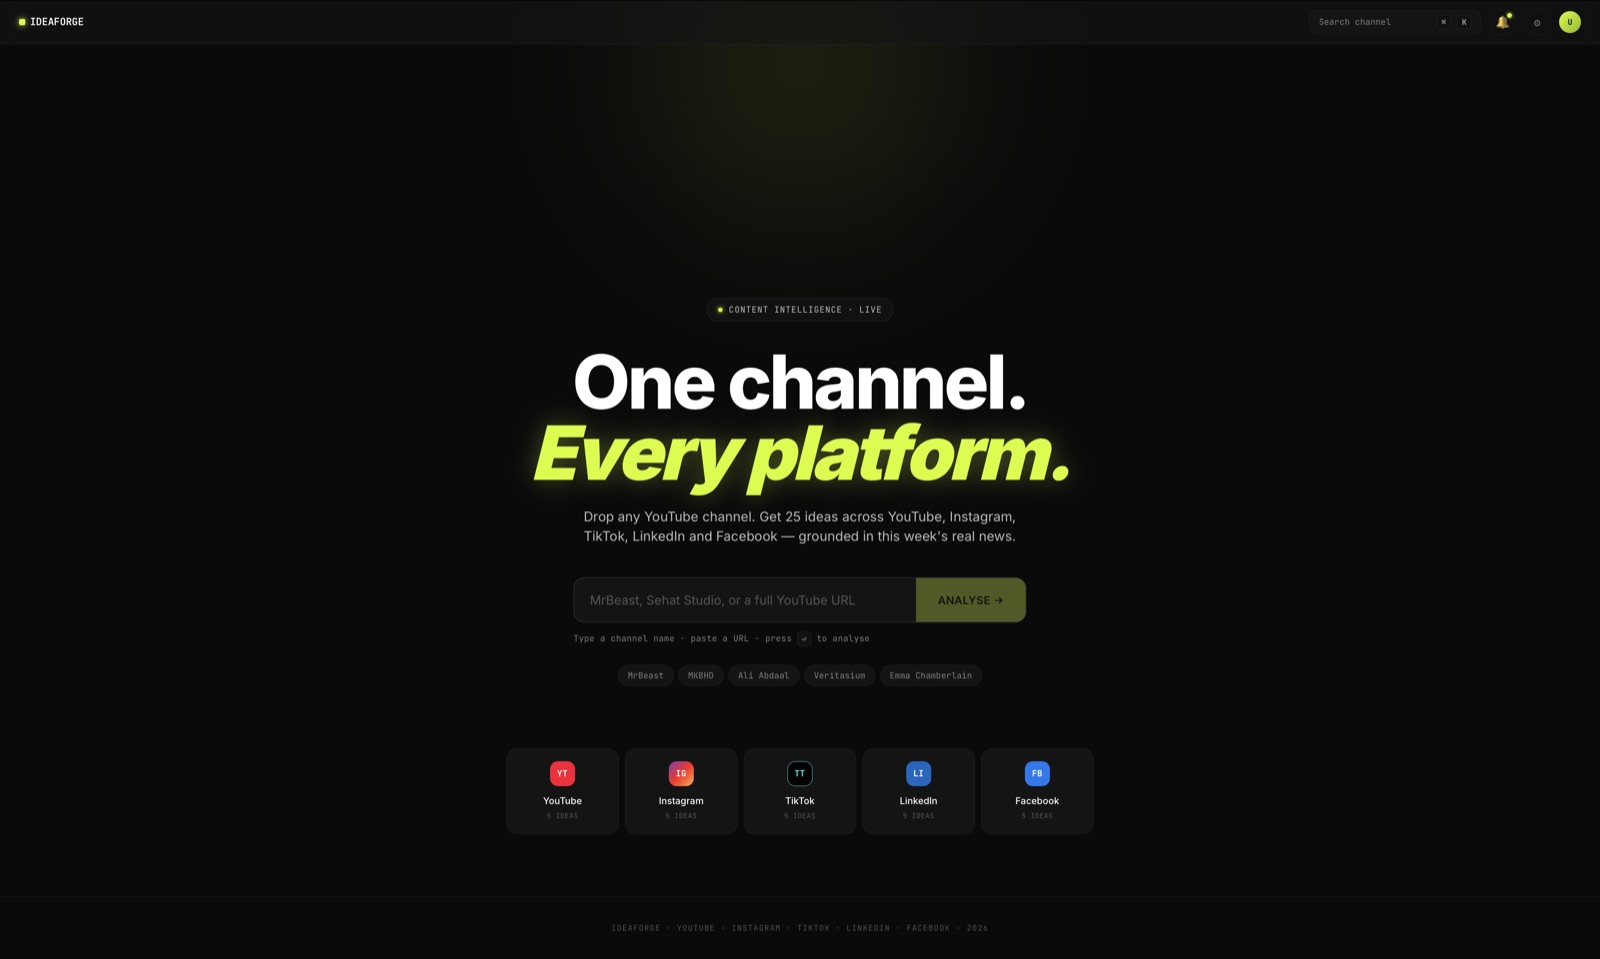 IDEAFORGE
Search channel ⌘ K
U
CONTENT INTELLIGENCE · LIVE
One channel.
Every platform.
Drop any YouTube channel. Get 25 ideas across YouTube, Instagram,
TikTok, LinkedIn and Facebook — grounded in this week's real news.
MrBeast, Sehat Studio, or a full YouTube URL
ANALYSE →
Type a channel name · paste a URL · press ⏎ to analyse
MrBeast MKBHD Ali Abdaal Veritasium Emma Chamberlain
YT IG TT LI FB
YouTube Instagram TikTok LinkedIn Facebook
5 IDEAS 5 IDEAS 5 IDEAS 5 IDEAS 5 IDEAS
IDEAFORGE · YOUTUBE · INSTAGRAM · TIKTOK · LINKEDIN · FACEBOOK · 2026